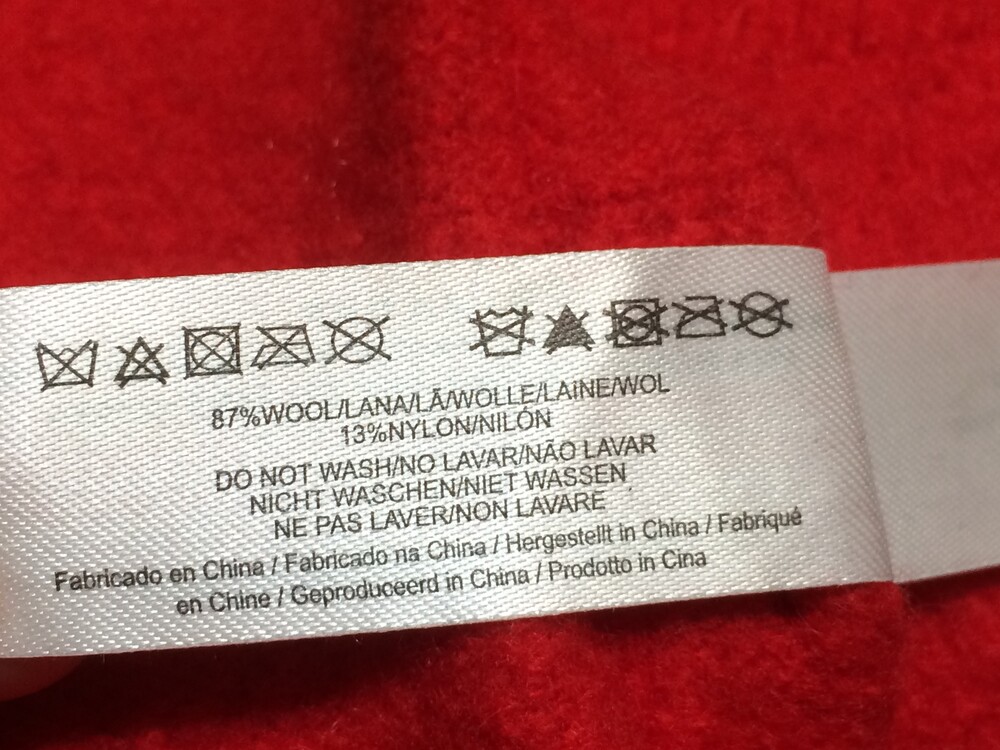 87%WOOL/LANA/LÃ/WOLLE/LAINE/WOL
13%NYLON/NILÓN
DO NOT WASH/NO LAVAR/NÃO LAVAR
NICHT WASCHEN/NIET WASSEN
NE PAS LAVER/NON LAVARE
Fabricado en China / Fabricado na China / Hergestellt in China / Fabriqué
en Chine / Geproduceerd in China / Prodotto in Cina